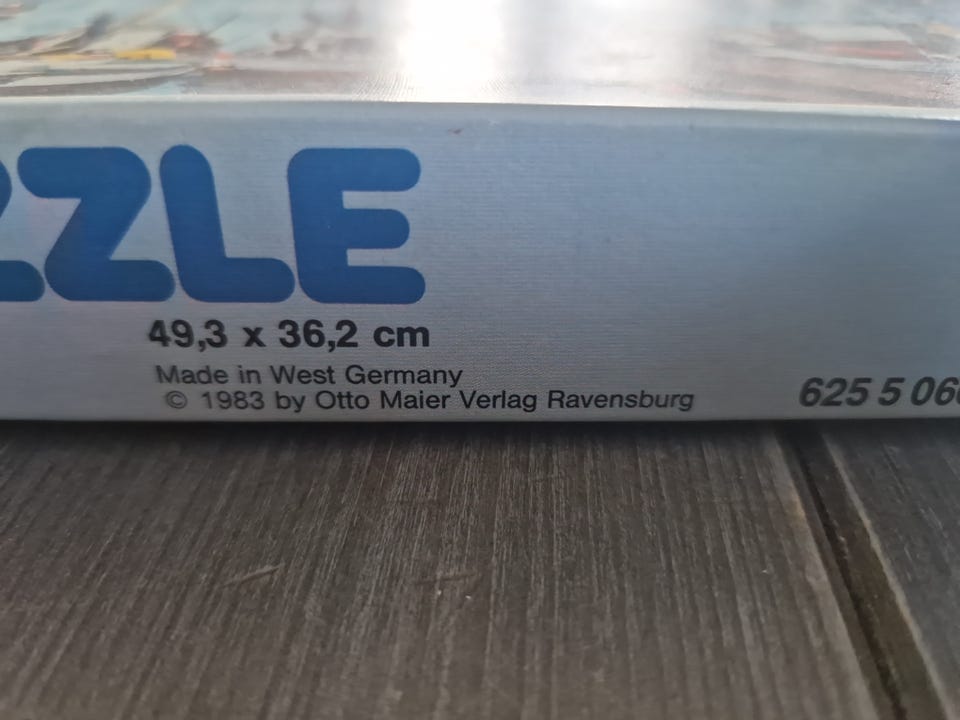 ZZLE
49,3 x 36,2 cm
Made in West Germany
© 1983 by Otto Maier Verlag Ravensburg
625 5 06